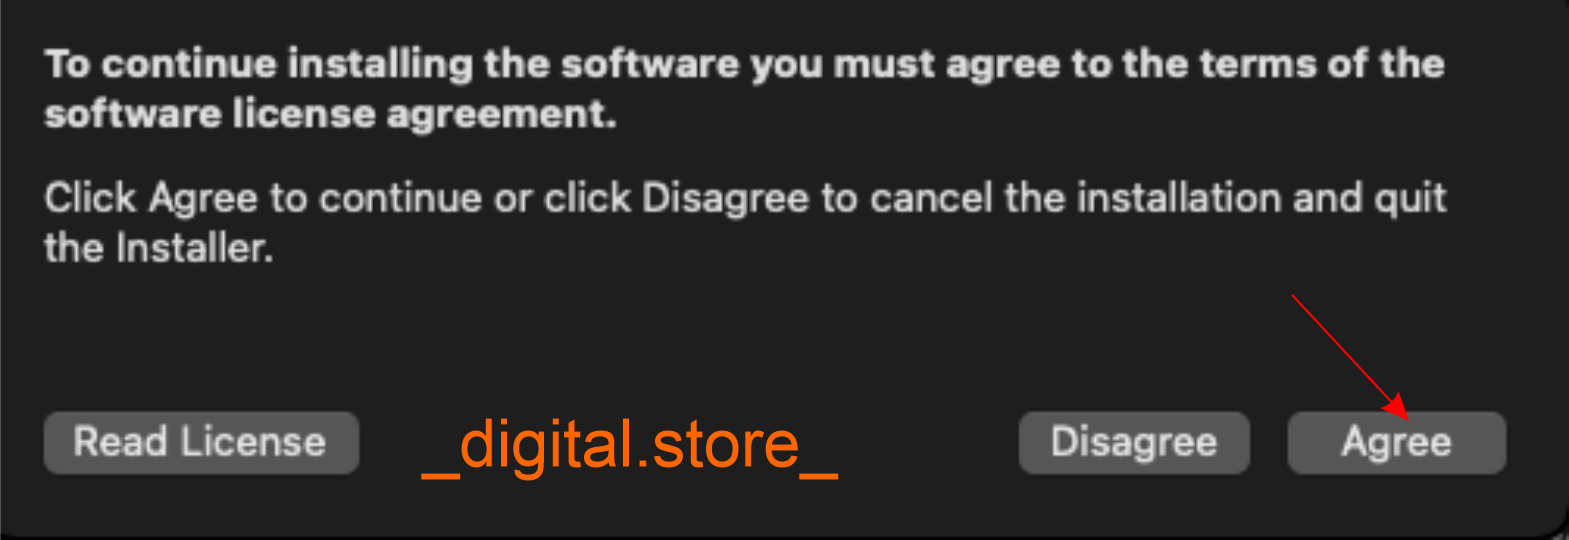 To continue installing the software you must agree to the terms of the
software license agreement.
Click Agree to continue or click Disagree to cancel the installation and quit
the Installer.
Read License
_digital.store_
Disagree
Agree